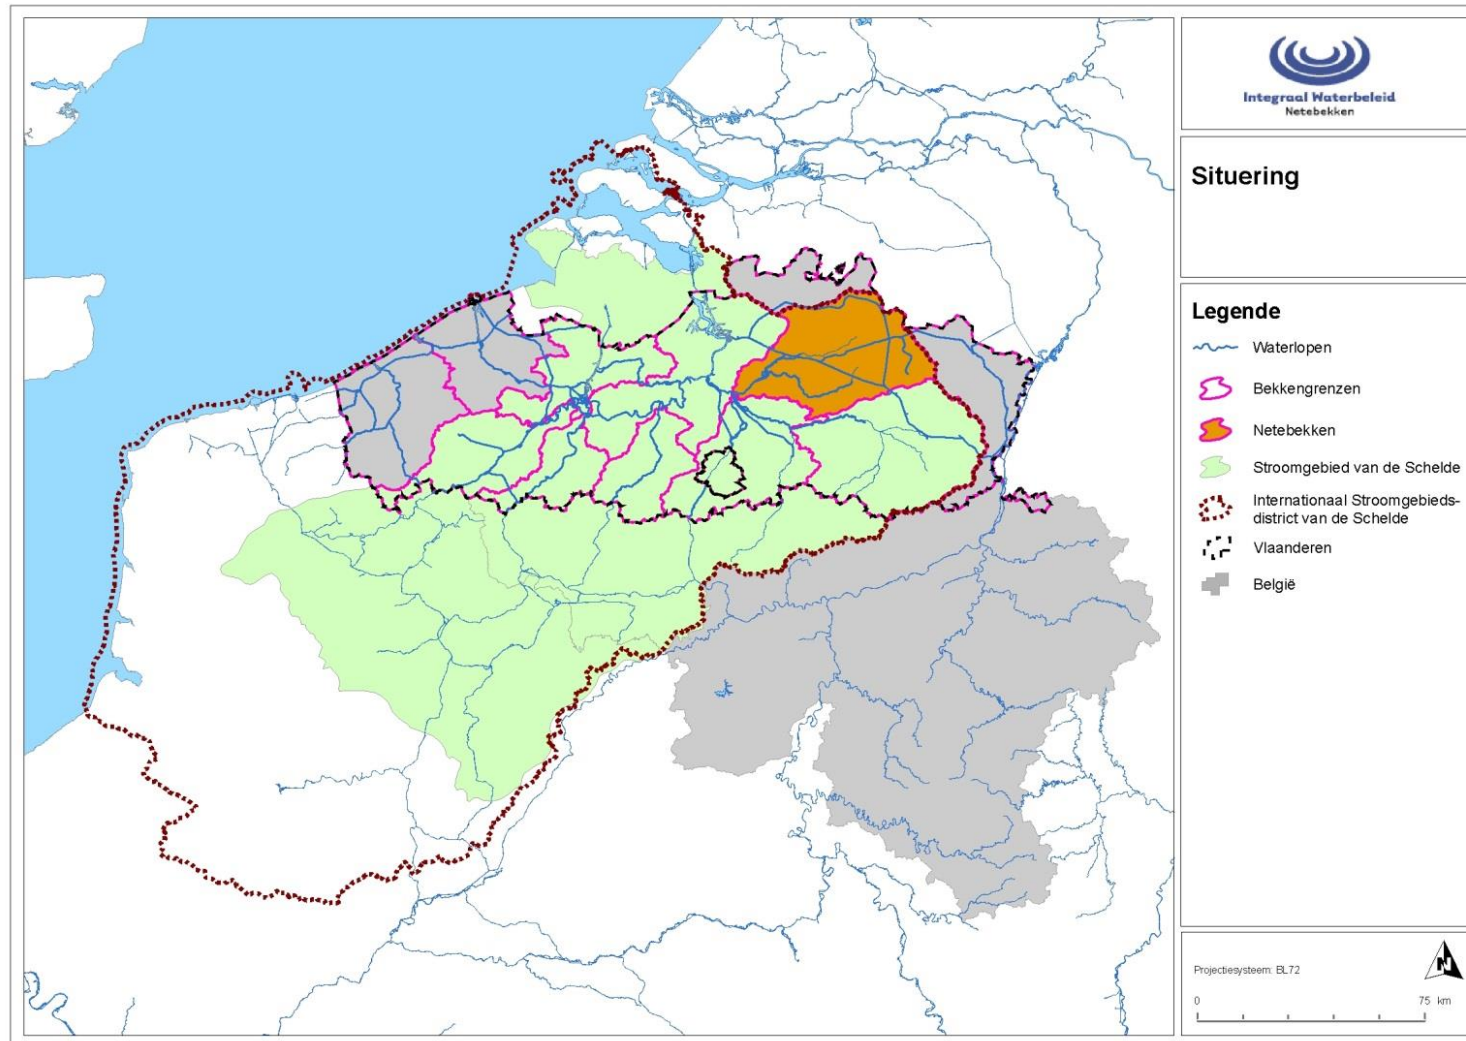 Integraal Waterbeleid
Netebekken
Situering
Legende
Waterlopen
Bekkengrenzen
Netebekken
Stroomgebied van de Schelde
Internationaal Stroomgebieds-
district van de Schelde
Vlaanderen
België
Projectiesysteem: BL72
N
0 75 km